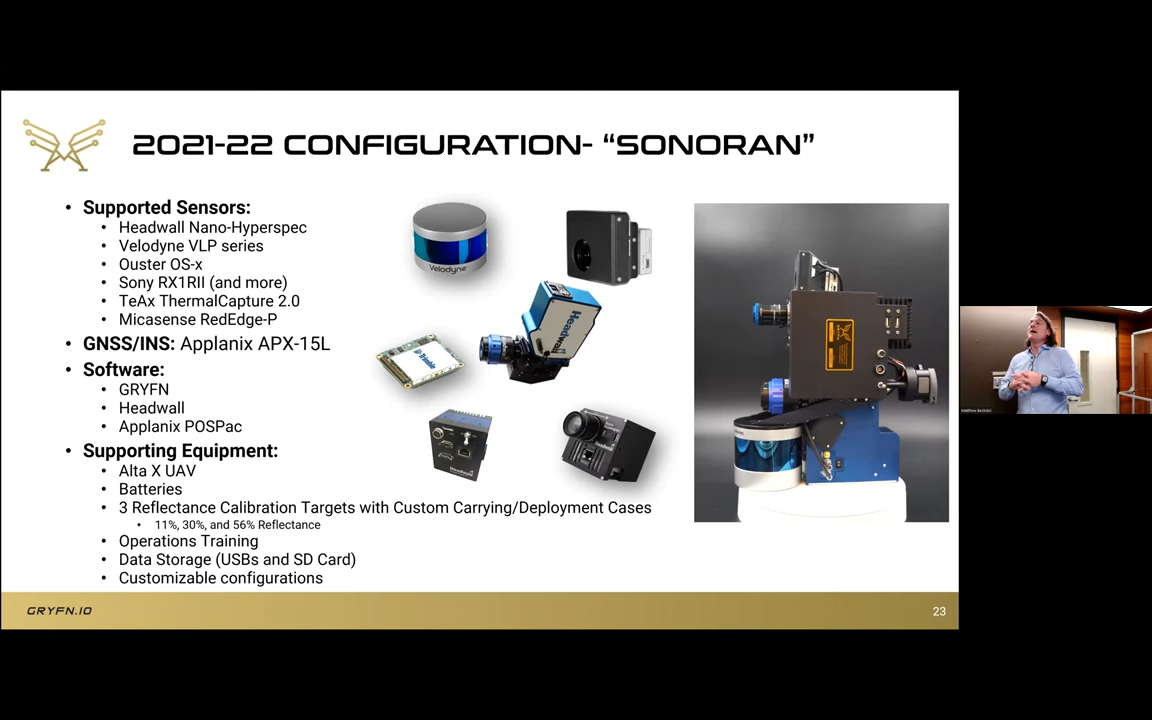 2021-22 CONFIGURATION- “SONORAN”
• Supported Sensors:
• Headwall Nano-Hyperspec
• Velodyne VLP series
• Ouster OS-x
• Sony RX1RII (and more)
• TeAx ThermalCapture 2.0
• Micasense RedEdge-P
• GNSS/INS: Applanix APX-15L
• Software:
• GRYFN
• Headwall
• Applanix POSPac
• Supporting Equipment:
• Alta X UAV
• Batteries
• 3 Reflectance Calibration Targets with Custom Carrying/Deployment Cases
• 11%, 30%, and 56% Reflectance
• Operations Training
• Data Storage (USBs and SD Card)
• Customizable configurations
Velodyne
Headwall
Trimble
Headwall
GRYFN.IO
23